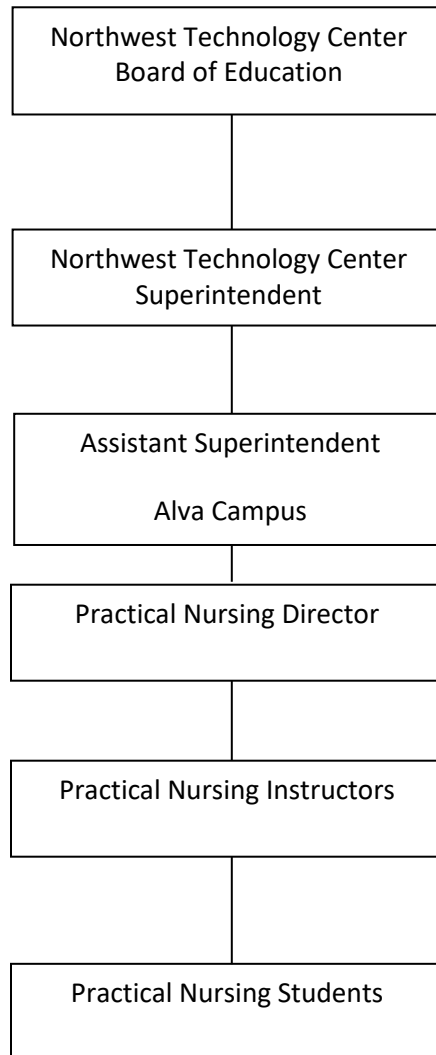 Northwest Technology Center
Board of Education
Northwest Technology Center
Superintendent
Assistant Superintendent
Alva Campus
Practical Nursing Director
Practical Nursing Instructors
Practical Nursing Students